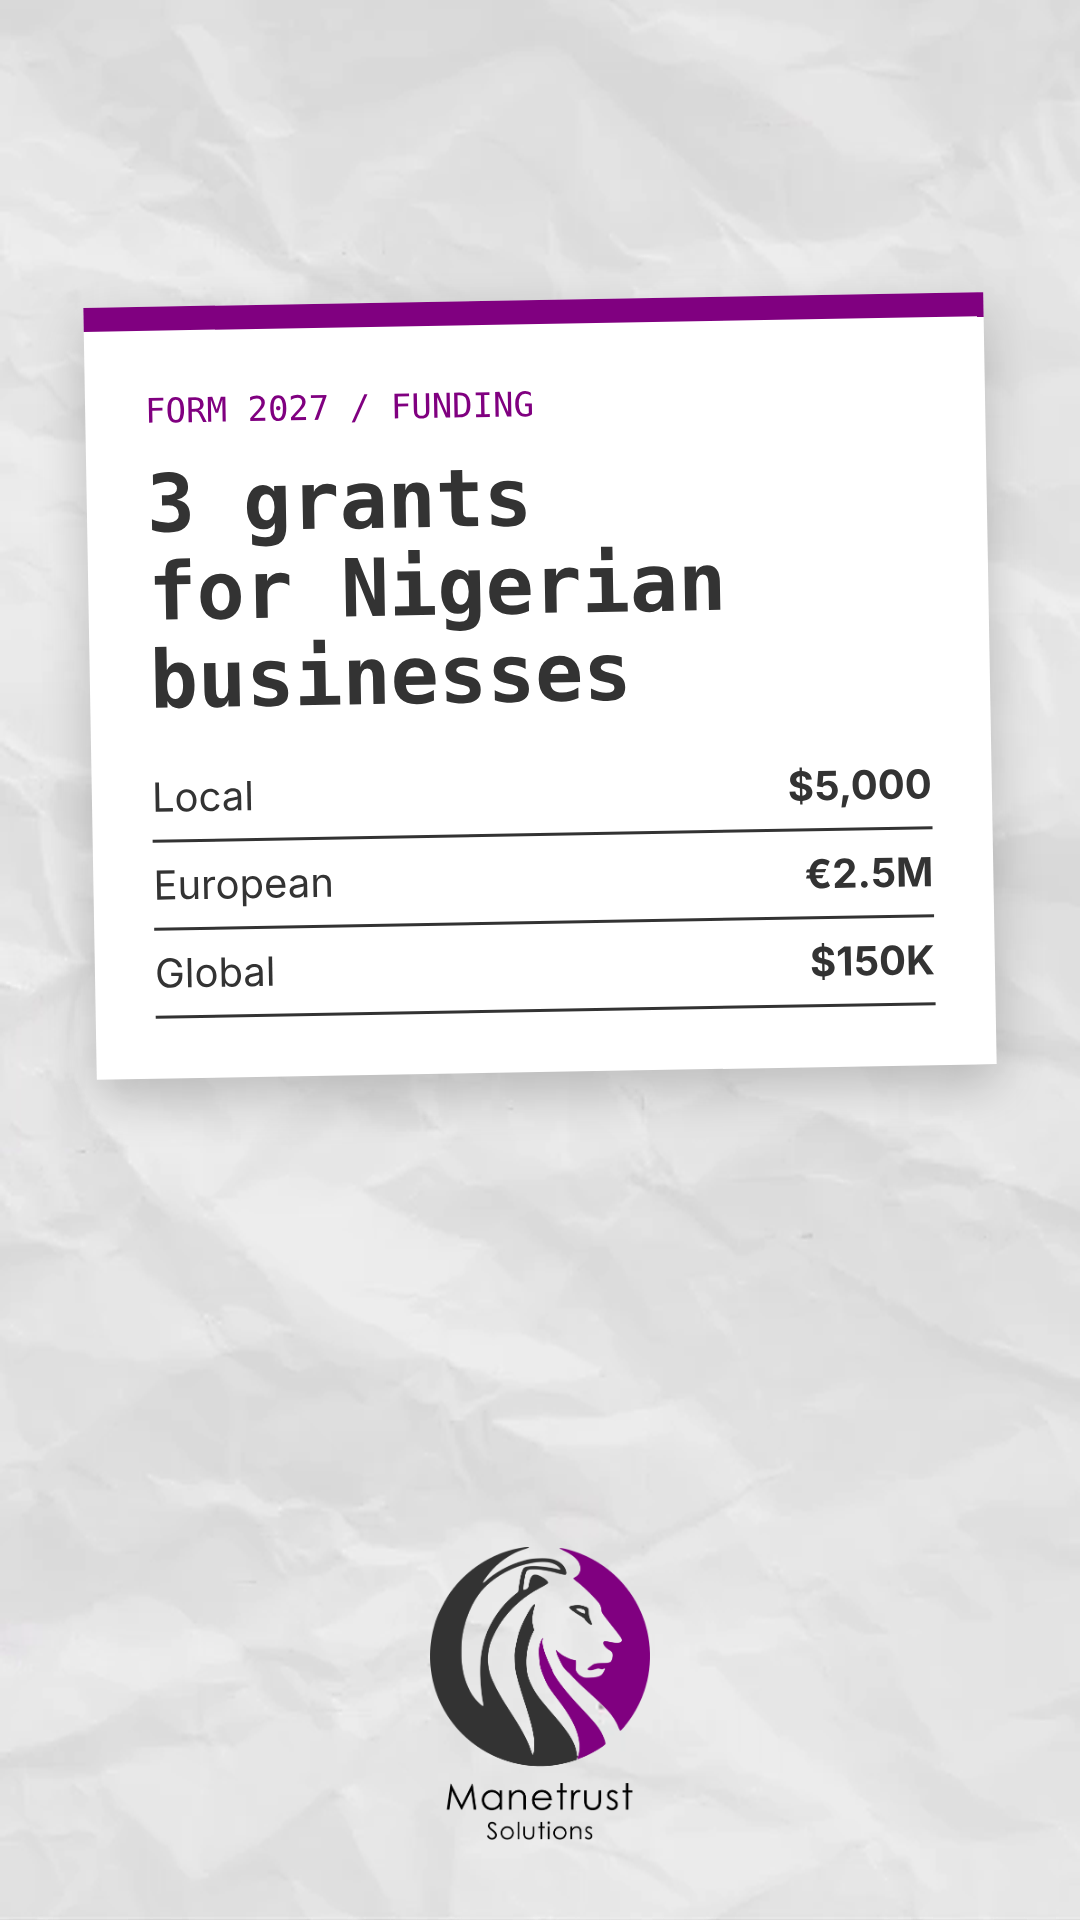 FORM 2027 / FUNDING
3 grants
for Nigerian
businesses
Local $5,000
European €2.5M
Global $150K
Manetrust
Solutions